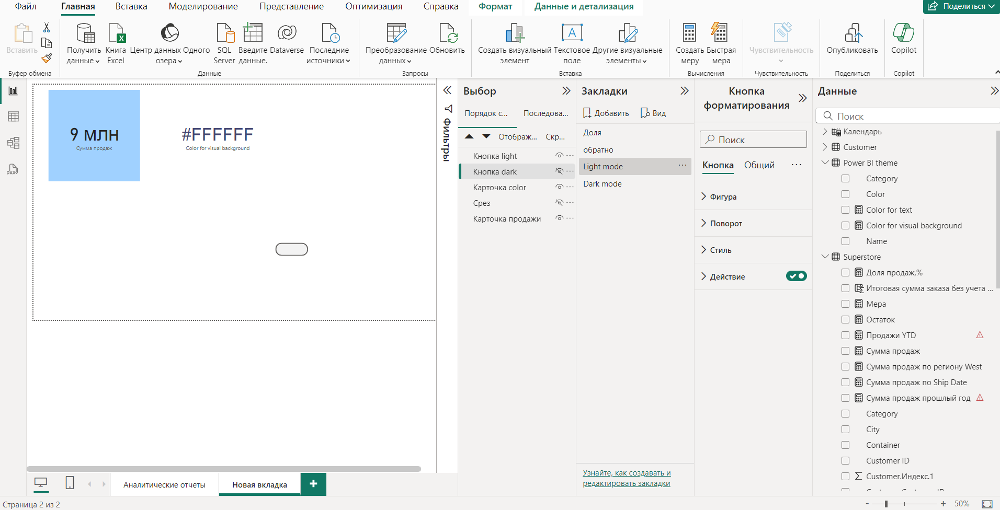 Файл
Главная
Вставка
Моделирование
Представление
Оптимизация
Справка
Формат
Данные и детализация
Поделиться
Вставить
Буфер обмена
Получить
данные
Книга
Excel
Центр данных Одного
озера
SQL
Server
Введите
данные.
Dataverse
Последние
источники
Данные
Преобразование
данных
Обновить
Запросы
Создать визуальный
элемент
A
Текстовое
поле
Другие визуальные
элементы
Вставка
Создать
меру
Быстрая
мера
Вычисления
Чувствительность
Чувствительность
Опубликовать
Поделиться
Copilot
Copilot
DAX
9 млн
Сумма продаж
#FFFFFF
Color for visual background
Фильтры
Выбор
Порядок с...
Последова...
Отображ...
Скр...
Кнопка light
Кнопка dark
Карточка color
Срез
Карточка продажи
Закладки
Добавить
Вид
Доля
обратно
Light mode
Dark mode
Узнайте, как создавать и
редактировать закладки
Кнопка
форматирования
Поиск
Кнопка
Общий
Фигура
Поворот
Стиль
Действие
Данные
Поиск
Календарь
Customer
Power BI theme
Category
Color
Color for text
Color for visual background
Name
Superstore
Доля продаж,%
Итоговая сумма заказа без учета ...
Мера
Остаток
Продажи YTD
Сумма продаж
Сумма продаж по региону West
Сумма продаж по Ship Date
Сумма продаж прошлый год
Category
City
Container
Customer ID
Customer.Индекс.1
Аналитические отчеты
Новая вкладка
Страница 2 из 2
50%